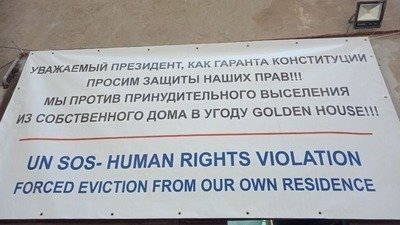 УВАЖАЕМЫЙ ПРЕЗИДЕНТ, КАК ГАРАНТА КОНСТИТУЦИИ
ПРОСИМ ЗАЩИТЫ НАШИХ ПРАВ!!!
МЫ ПРОТИВ ПРИНУДИТЕЛЬНОГО ВЫСЕЛЕНИЯ
ИЗ СОБСТВЕННОГО ДОМА В УГОДУ GOLDEN HOUSE!!!
UN SOS- HUMAN RIGHTS VIOLATION
FORCED EVICTION FROM OUR OWN RESIDENCE